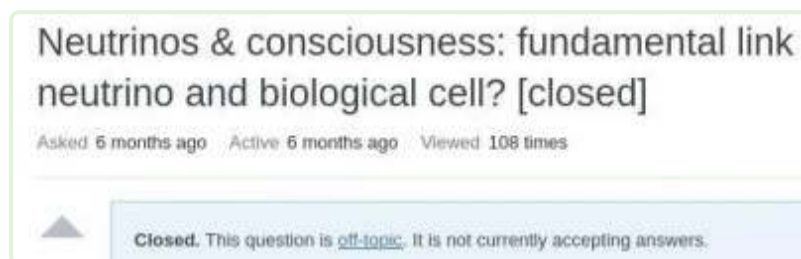 Neutrinos & consciousness: fundamental link
neutrino and biological cell? [closed]
Asked 6 months ago Active 6 months ago Viewed 108 times
Closed. This question is off-topic. It is not currently accepting answers.